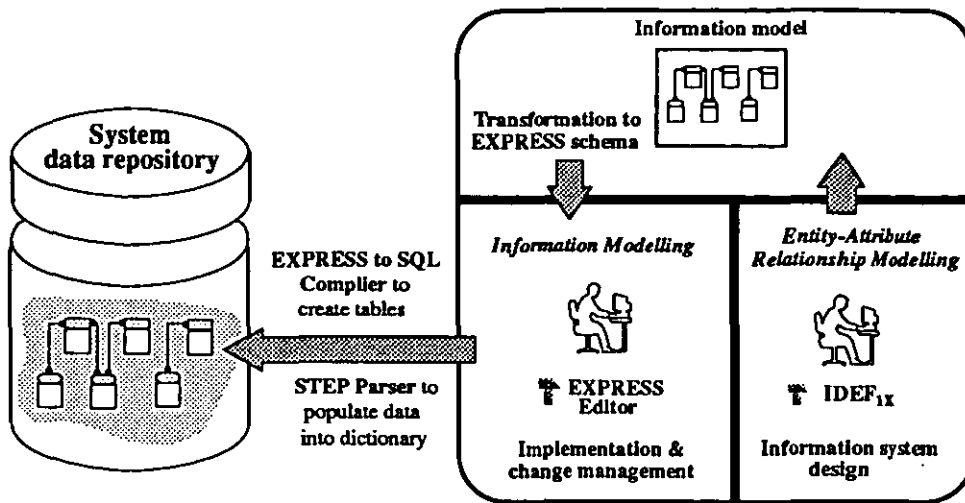 Information model
Transformation to
EXPRESS schema
System
data repository
EXPRESS to SQL
Complier to
create tables
STEP Parser to
populate data
into dictionary
Information Modelling
EXPRESS
Editor
Implementation &
change management
Entity-Attribute
Relationship Modelling
IDEF1X
Information system
design